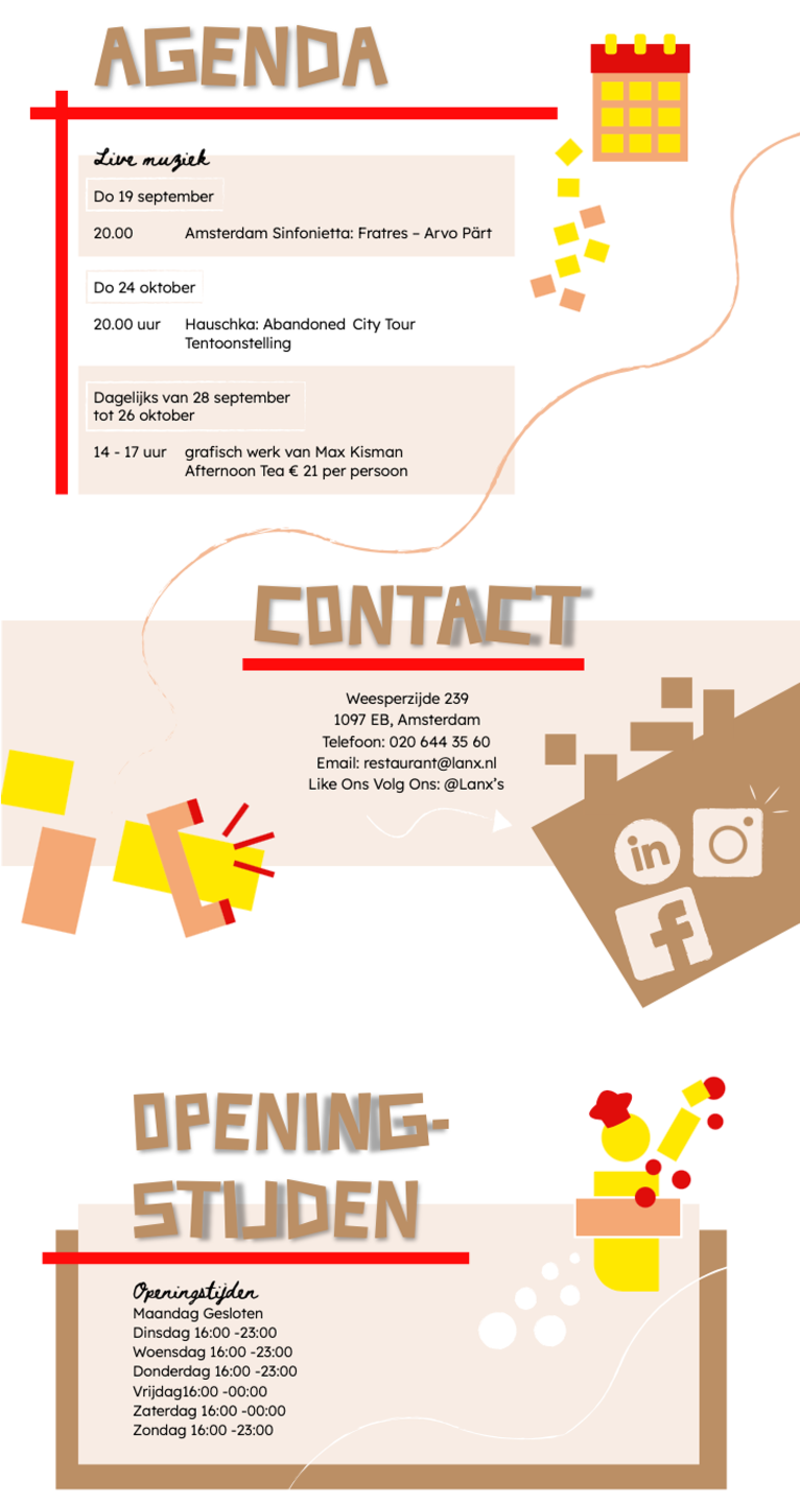 AGENDA
Live muziek
Do 19 september
20.00 Amsterdam Sinfonietta: Fratres – Arvo Pärt
Do 24 oktober
20.00 uur Hauschka: Abandoned City Tour
Tentoonstelling
Dagelijks van 28 september
tot 26 oktober
14 - 17 uur grafisch werk van Max Kisman
Afternoon Tea € 21 per persoon
CONTACT
Weesperzijde 239
1097 EB, Amsterdam
Telefoon: 020 644 35 60
Email: restaurant@lanx.nl
Like Ons Volg Ons: @Lanx’s
in
f
OPENING-
STIJDEN
Openingstijden
Maandag Gesloten
Dinsdag 16:00 -23:00
Woensdag 16:00 -23:00
Donderdag 16:00 -23:00
Vrijdag16:00 -00:00
Zaterdag 16:00 -00:00
Zondag 16:00 -23:00